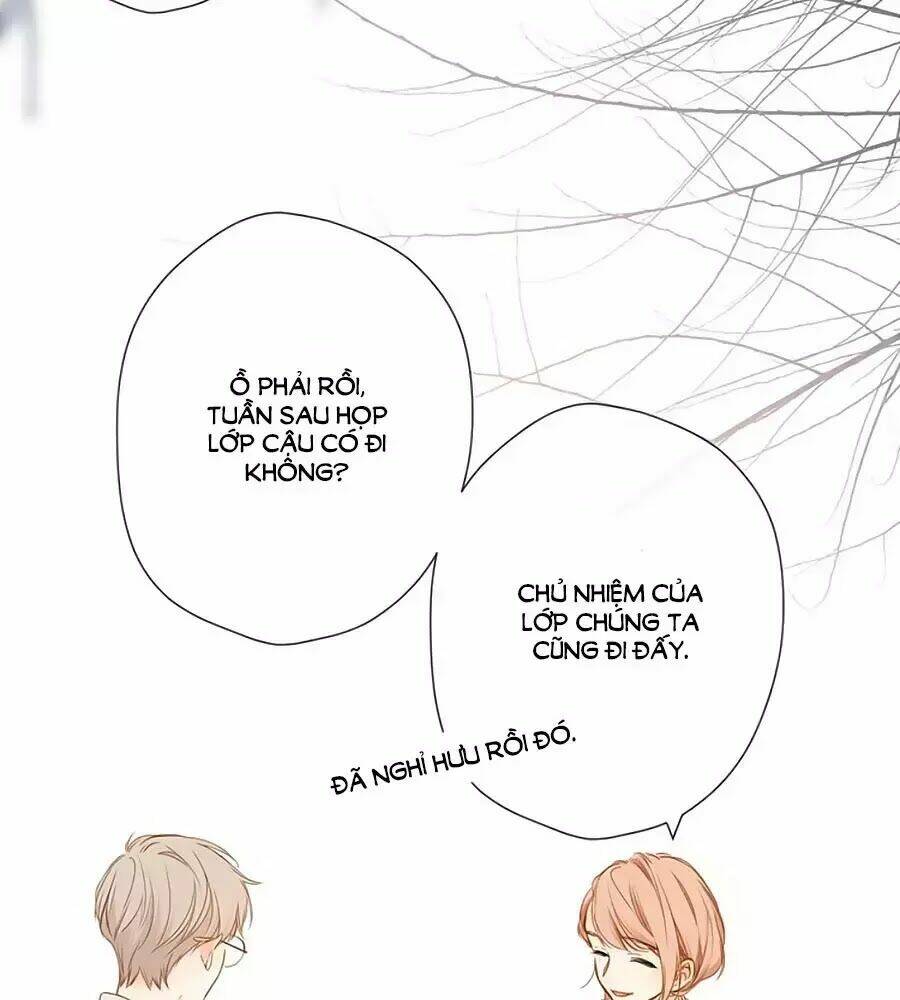 Ồ PHẢI RỒI,
TUẦN SAU HỌP
LỚP CẬU CÓ ĐI
KHÔNG?
CHỦ NHIỆM CỦA
LỚP CHÚNG TA
CŨNG ĐI ĐẤY.
ĐÃ NGHỈ HƯU RỒI ĐÓ.